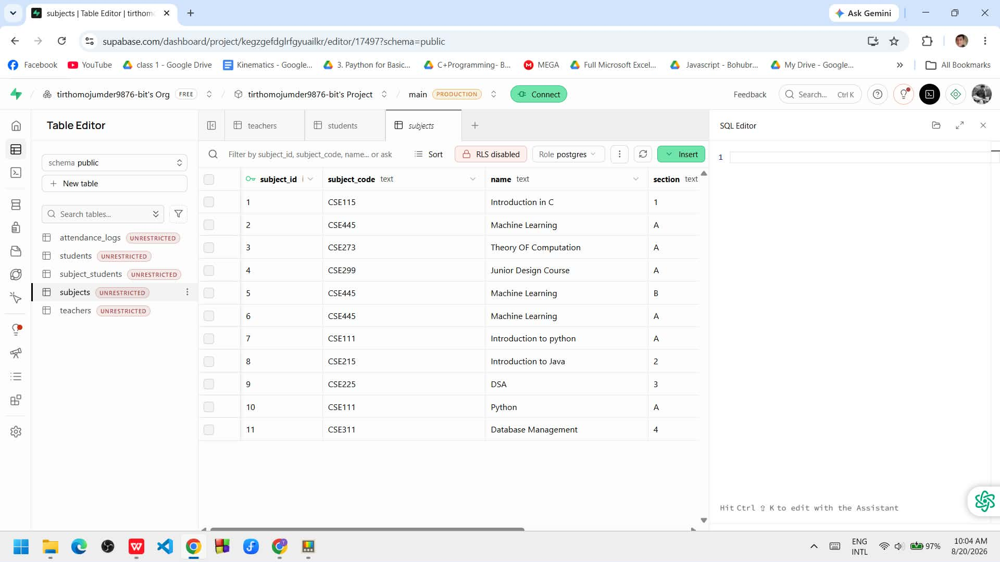 subjects | Table Editor | tirthom
Ask Gemini
supabase.com/dashboard/project/kegzgefdglrfgyuailkr/editor/17497?schema=public
Facebook YouTube class 1 - Google Drive Kinematics - Google... 3. Paython for Basic... C+Programming- B... MEGA Full Microsoft Excel... Javascript - Bohubr... My Drive - Google... » All Bookmarks
tirthomojumder9876-bit's Org FREE tirthomojumder9876-bit's Project main PRODUCTION Connect Feedback Search... Ctrl K
Table Editor
teachers students subjects
SQL Editor
schema public
New table
Search tables...
attendance_logs UNRESTRICTED
students UNRESTRICTED
subject_students UNRESTRICTED
subjects UNRESTRICTED
teachers UNRESTRICTED
Filter by subject_id, subject_code, name... or ask Sort RLS disabled Role postgres Insert
subject_id i subject_code text name text section text
1 CSE115 Introduction in C 1
2 CSE445 Machine Learning A
3 CSE273 Theory OF Computation A
4 CSE299 Junior Design Course A
5 CSE445 Machine Learning B
6 CSE445 Machine Learning A
7 CSE111 Introduction to python A
8 CSE215 Introduction to Java 2
9 CSE225 DSA 3
10 CSE111 Python A
11 CSE311 Database Management 4
1
Hit Ctrl ⇧ K to edit with the Assistant
ENG
INTL
97%
10:04 AM
8/20/2026